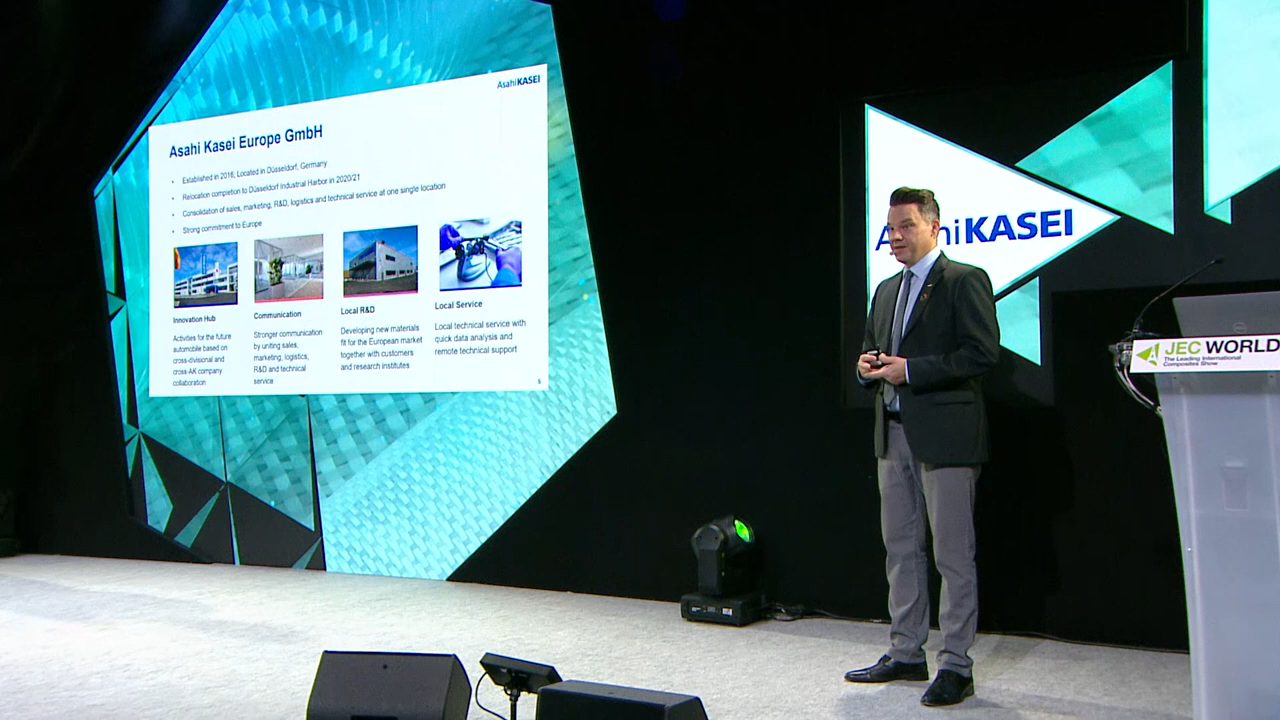 AsahiKASEI
Asahi Kasei Europe GmbH
• Established in 2016, Located in Düsseldorf, Germany
• Relocation completion to Düsseldorf Industrial Harbor in 2020/21
• Consolidation of sales, marketing, R&D, logistics and technical service at one single location
• Strong commitment to Europe
Innovation Hub
Activities for the future
automobile based on
cross-divisional and
cross-AK company
collaboration
Communication
Stronger communication
by uniting sales,
marketing, logistics,
R&D and technical
service
Local R&D
Developing new materials
fit for the European market
together with customers
and research institutes
Local Service
Local technical service with
quick data analysis and
remote technical support
5
AsahiKASEI
JEC WORLD
The Leading International
Composites Show